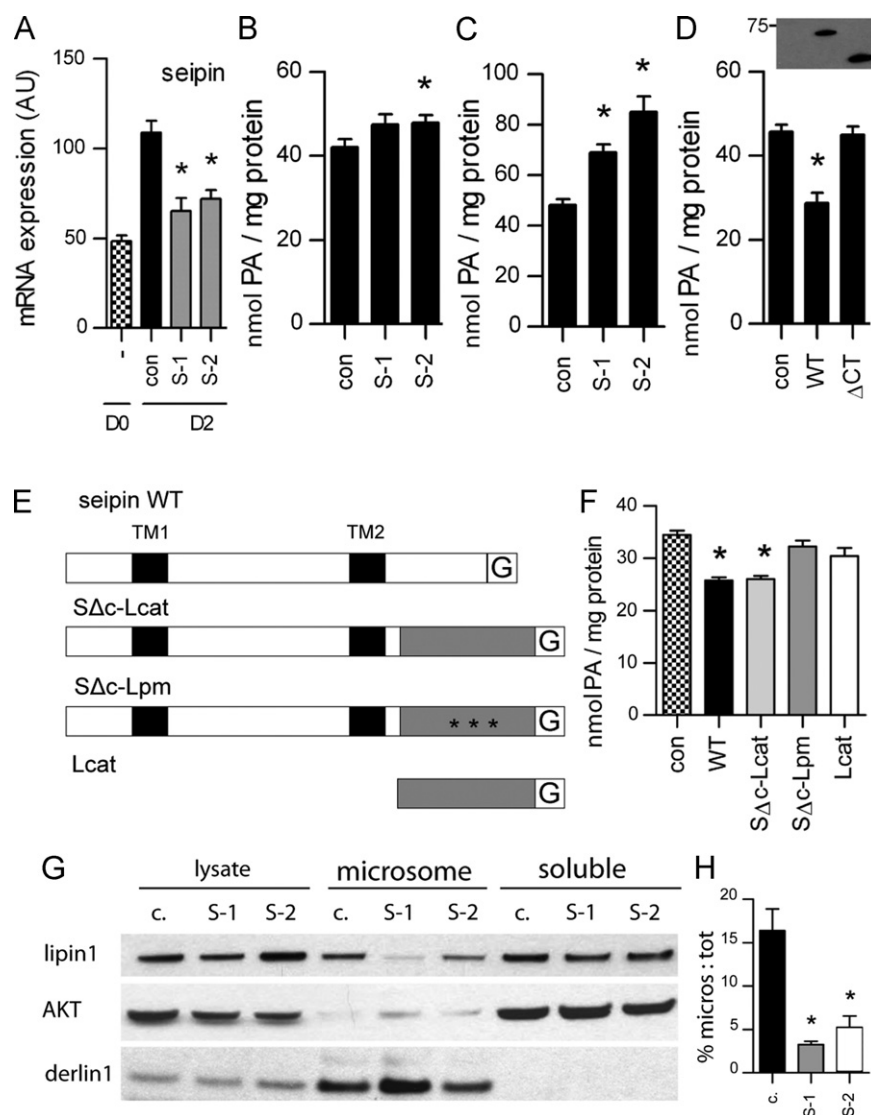 A
150
100
50
0
mRNA expression (AU)
seipin
* *
-
con
S-1
S-2
D0
D2
B
60
40
20
0
nmol PA / mg protein
*
con
S-1
S-2
C
100
80
60
40
20
0
nmol PA / mg protein
*
*
con
S-1
S-2
D
75-
60
45
30
15
0
nmol PA / mg protein
*
con
WT
ΔCT
E
seipin WT
TM1 TM2
G
SΔc-Lcat
G
SΔc-Lpm
* * * G
Lcat
G
F
40
30
20
10
0
nmol PA / mg protein
* *
con
WT
SΔc-Lcat
SΔc-Lpm
Lcat
G
lysate microsome soluble
c. S-1 S-2 c. S-1 S-2 c. S-1 S-2
lipin1
AKT
derlin1
H
20
15
10
5
0
% micros : tot
* *
c.
S-1
S-2